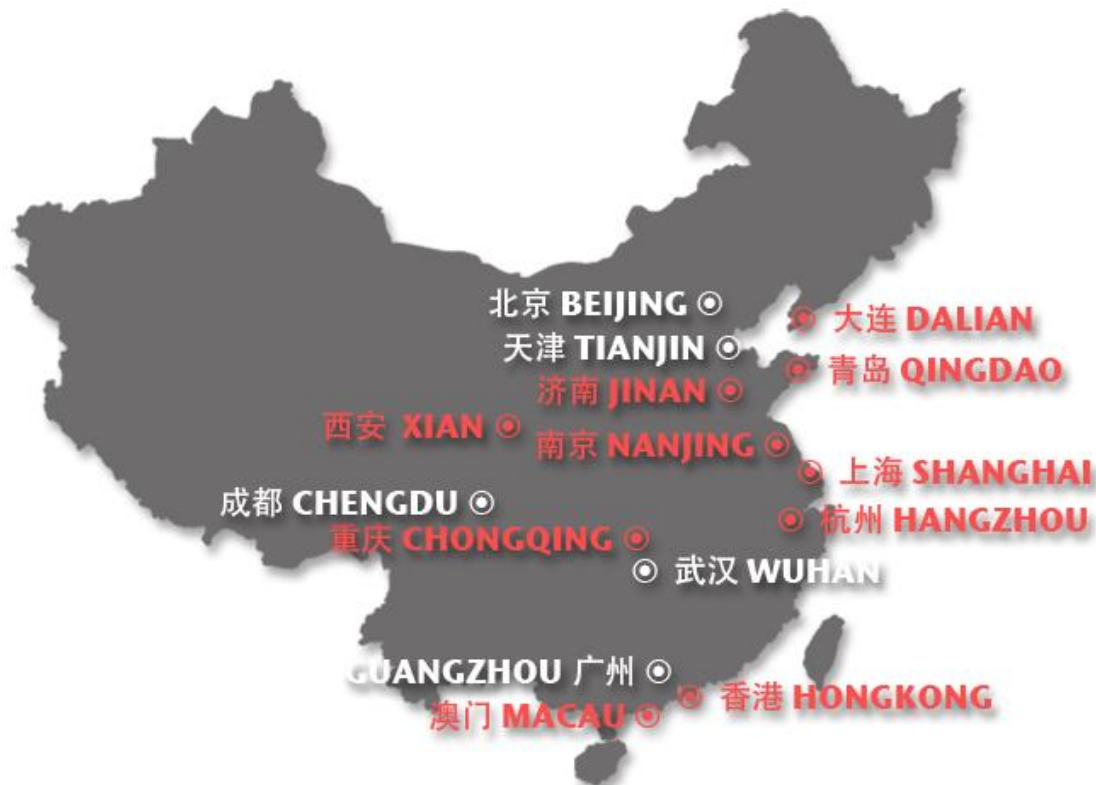 北京 BEIJING
大连 DALIAN
天津 TIANJIN
青岛 QINGDAO
济南 JINAN
西安 XIAN
南京 NANJING
上海 SHANGHAI
成都 CHENGDU
杭州 HANGZHOU
重庆 CHONGQING
武汉 WUHAN
GUANGZHOU 广州
香港 HONGKONG
澳门 MACAU